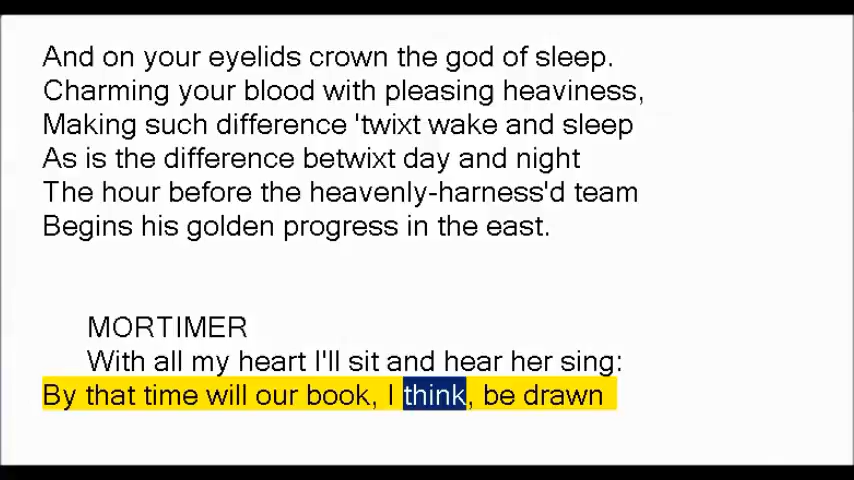 And on your eyelids crown the god of sleep.
Charming your blood with pleasing heaviness,
Making such difference 'twixt wake and sleep
As is the difference betwixt day and night
The hour before the heavenly-harness'd team
Begins his golden progress in the east.
MORTIMER
With all my heart I'll sit and hear her sing:
By that time will our book, I think, be drawn